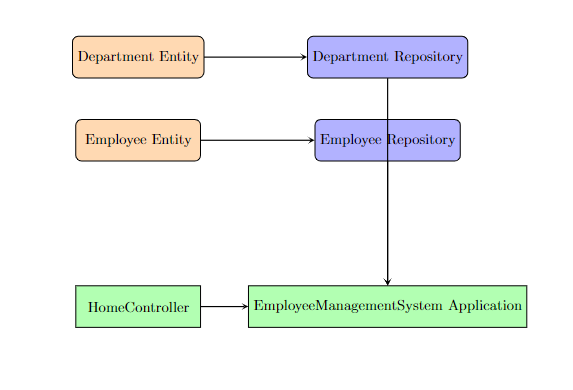 Department Entity
Department Repository
Employee Entity
Employee Repository
HomeController
EmployeeManagementSystem Application